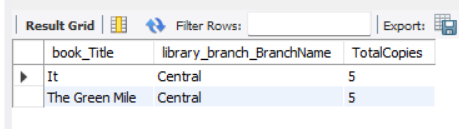 Result Grid Filter Rows: Export:
book_Title library_branch_BranchName TotalCopies
It Central 5
The Green Mile Central 5